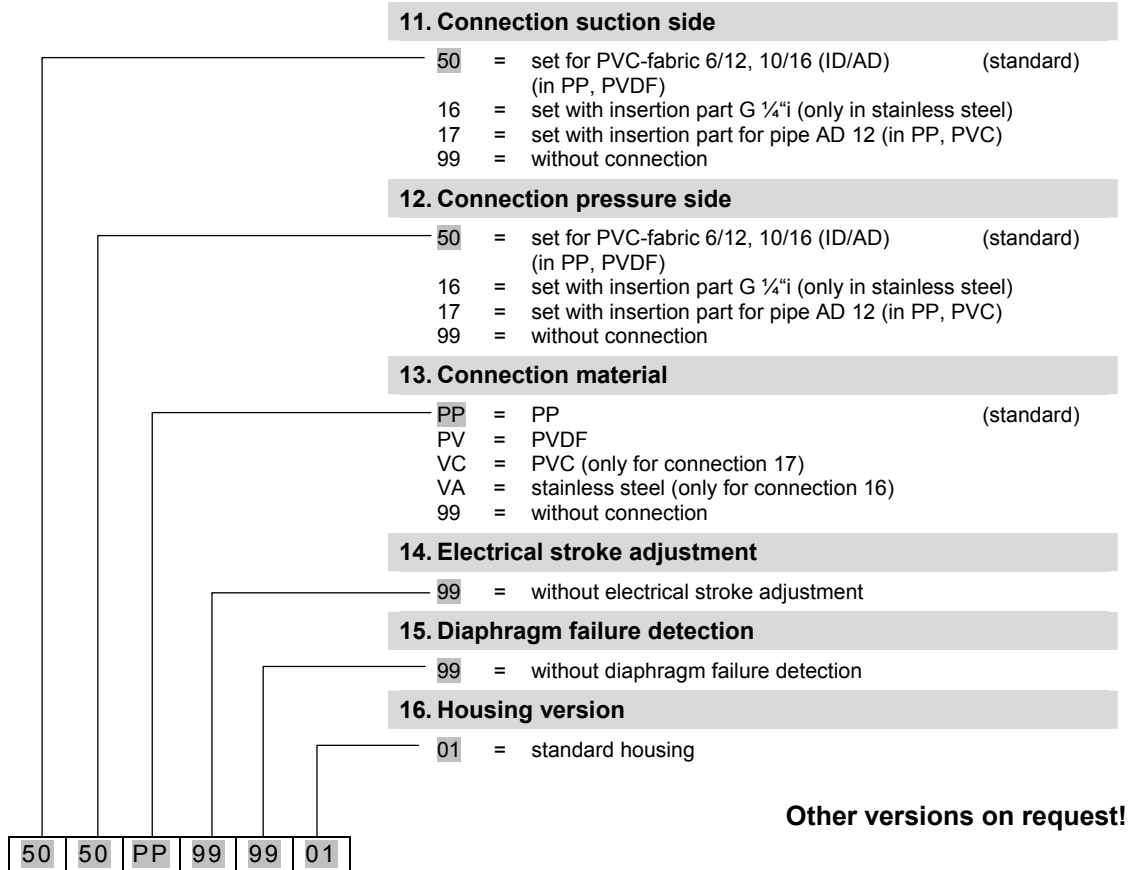 11. Connection suction side
50 = set for PVC-fabric 6/12, 10/16 (ID/AD) (standard)
(in PP, PVDF)
16 = set with insertion part G ¼“i (only in stainless steel)
17 = set with insertion part for pipe AD 12 (in PP, PVC)
99 = without connection
12. Connection pressure side
50 = set for PVC-fabric 6/12, 10/16 (ID/AD) (standard)
(in PP, PVDF)
16 = set with insertion part G ¼“i (only in stainless steel)
17 = set with insertion part for pipe AD 12 (in PP, PVC)
99 = without connection
13. Connection material
PP = PP (standard)
PV = PVDF
VC = PVC (only for connection 17)
VA = stainless steel (only for connection 16)
99 = without connection
14. Electrical stroke adjustment
99 = without electrical stroke adjustment
15. Diaphragm failure detection
99 = without diaphragm failure detection
16. Housing version
01 = standard housing
Other versions on request!
50 50 PP 99 99 01